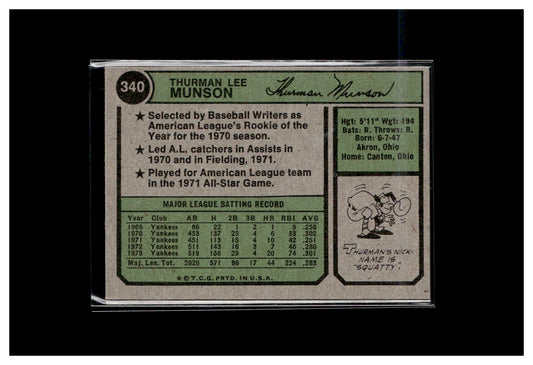 340
THURMAN LEE
MUNSON
Thurman Munson
★ Selected by Baseball Writers as
American League's Rookie of the
Year for the 1970 season.
★ Led A.L. catchers in Assists in
1970 and in Fielding, 1971.
★ Played for American League team
in the 1971 All-Star Game.
Hgt: 5'11" Wgt: 194
Bats: R. Throws: R.
Born: 6-7-47
Akron, Ohio
Home: Canton, Ohio
MAJOR LEAGUE BATTING RECORD
Year Club AB H 2B 3B HR RBI AVG
1969 Yankees 86 22 1 2 1 9 .256
1970 Yankees 453 137 25 4 6 53 .302
1971 Yankees 451 113 15 4 10 42 .251
1972 Yankees 511 143 16 3 7 46 .280
1973 Yankees 519 156 29 4 20 74 .301
Maj. Lea. Tot. 2020 571 86 17 44 224 .283
★ © T.C.G. PRTD. IN U.S.A.
THURMAN'S NICK-
NAME IS
"SQUATTY"